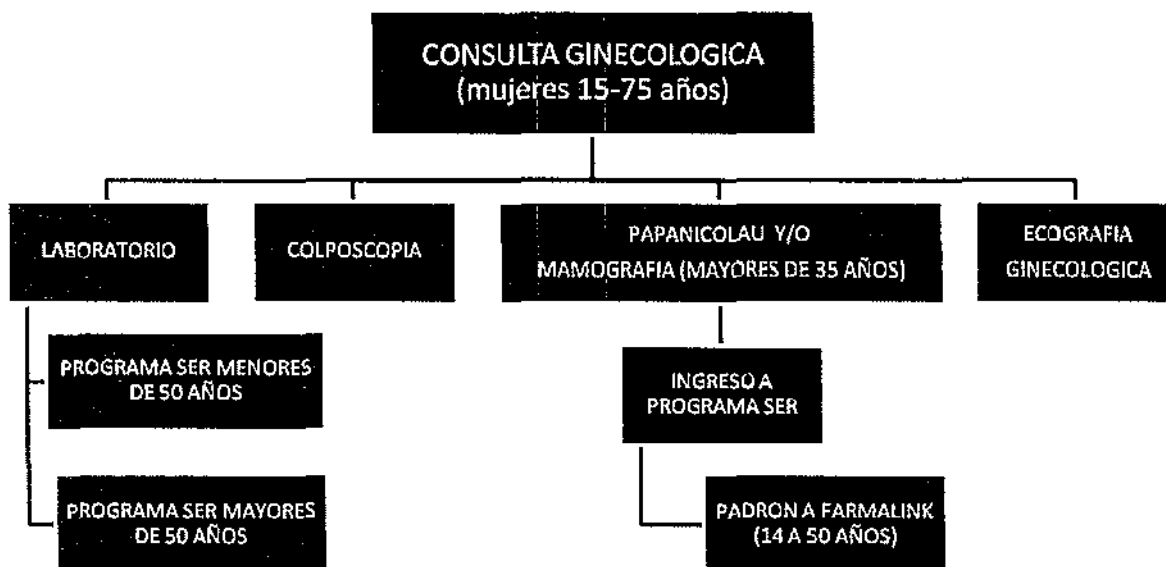 CONSULTA GINECOLOGICA
(mujeres 15-75 años)
LABORATORIO
COLPOSCOPIA
PAPANICOLAU Y/O
MAMOGRAFIA (MAYORES DE 35 AÑOS)
ECOGRAFIA
GINECOLOGICA
PROGRAMA SER MENORES
DE 50 AÑOS
INGRESO A
PROGRAMA SER
PROGRAMA SER MAYORES
DE 50 AÑOS
PADRON A FARMALINK
(14 A 50 AÑOS)